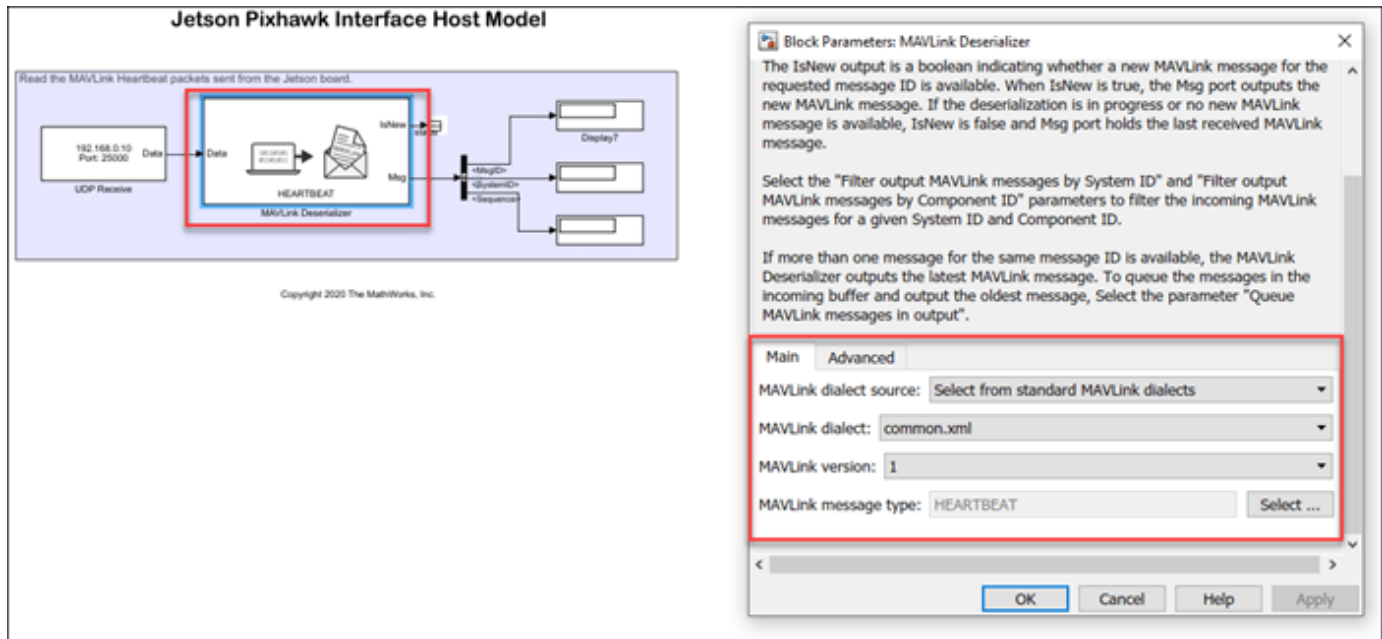 Jetson Pixhawk Interface Host Model
Read the MAVLink Heartbeat packets sent from the Jetson board.
192.168.0.10
Port: 25000
Data
UDP Receive
Data
IsNew
Msg
HEARTBEAT
MAVLink Deserializer
<MsgID>
<SystemID>
<Sequence>
Display7
Copyright 2020 The MathWorks, Inc.
Block Parameters: MAVLink Deserializer
The IsNew output is a boolean indicating whether a new MAVLink message for the
requested message ID is available. When IsNew is true, the Msg port outputs the
new MAVLink message. If the deserialization is in progress or no new MAVLink
message is available, IsNew is false and Msg port holds the last received MAVLink
message.
Select the "Filter output MAVLink messages by System ID" and "Filter output
MAVLink messages by Component ID" parameters to filter the incoming MAVLink
messages for a given System ID and Component ID.
If more than one message for the same message ID is available, the MAVLink
Deserializer outputs the latest MAVLink message. To queue the messages in the
incoming buffer and output the oldest message, Select the parameter "Queue
MAVLink messages in output".
Main Advanced
MAVLink dialect source: Select from standard MAVLink dialects
MAVLink dialect: common.xml
MAVLink version: 1
MAVLink message type: HEARTBEAT Select ...
OK Cancel Help Apply